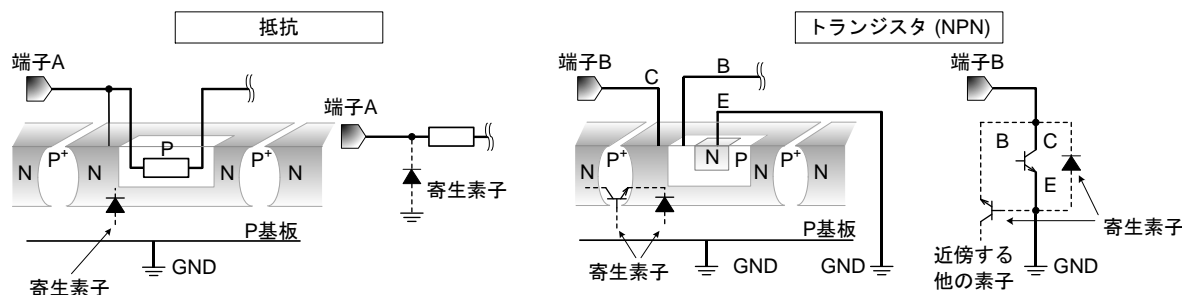 抵抗
端子A
P
N
P+
N
P+
N
P基板
GND
寄生素子
端子A
寄生素子
トランジスタ (NPN)
端子B
C
B
E
N
P+
N
N
P
P+
N
P基板
寄生素子
GND
GND
端子B
B
C
E
寄生素子
近傍する
他の素子
GND